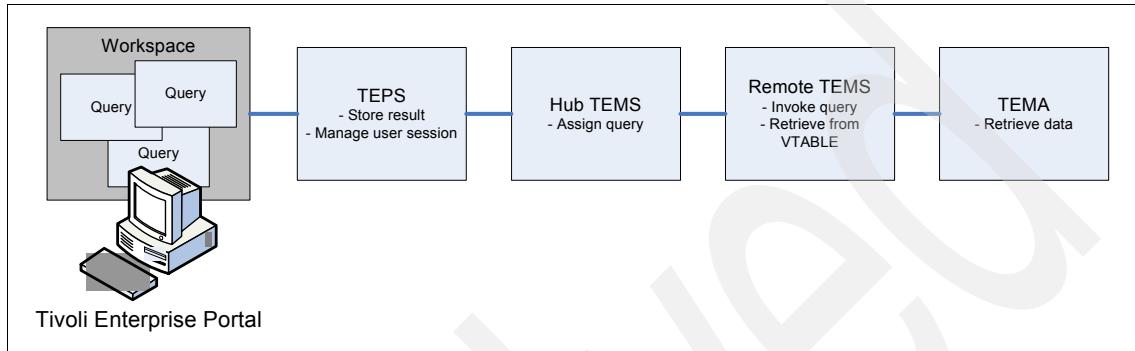 Workspace
Query
Query
Query
Tivoli Enterprise Portal
TEPS
- Store result
- Manage user session
Hub TEMS
- Assign query
Remote TEMS
- Invoke query
- Retrieve from
VTABLE
TEMA
- Retrieve data